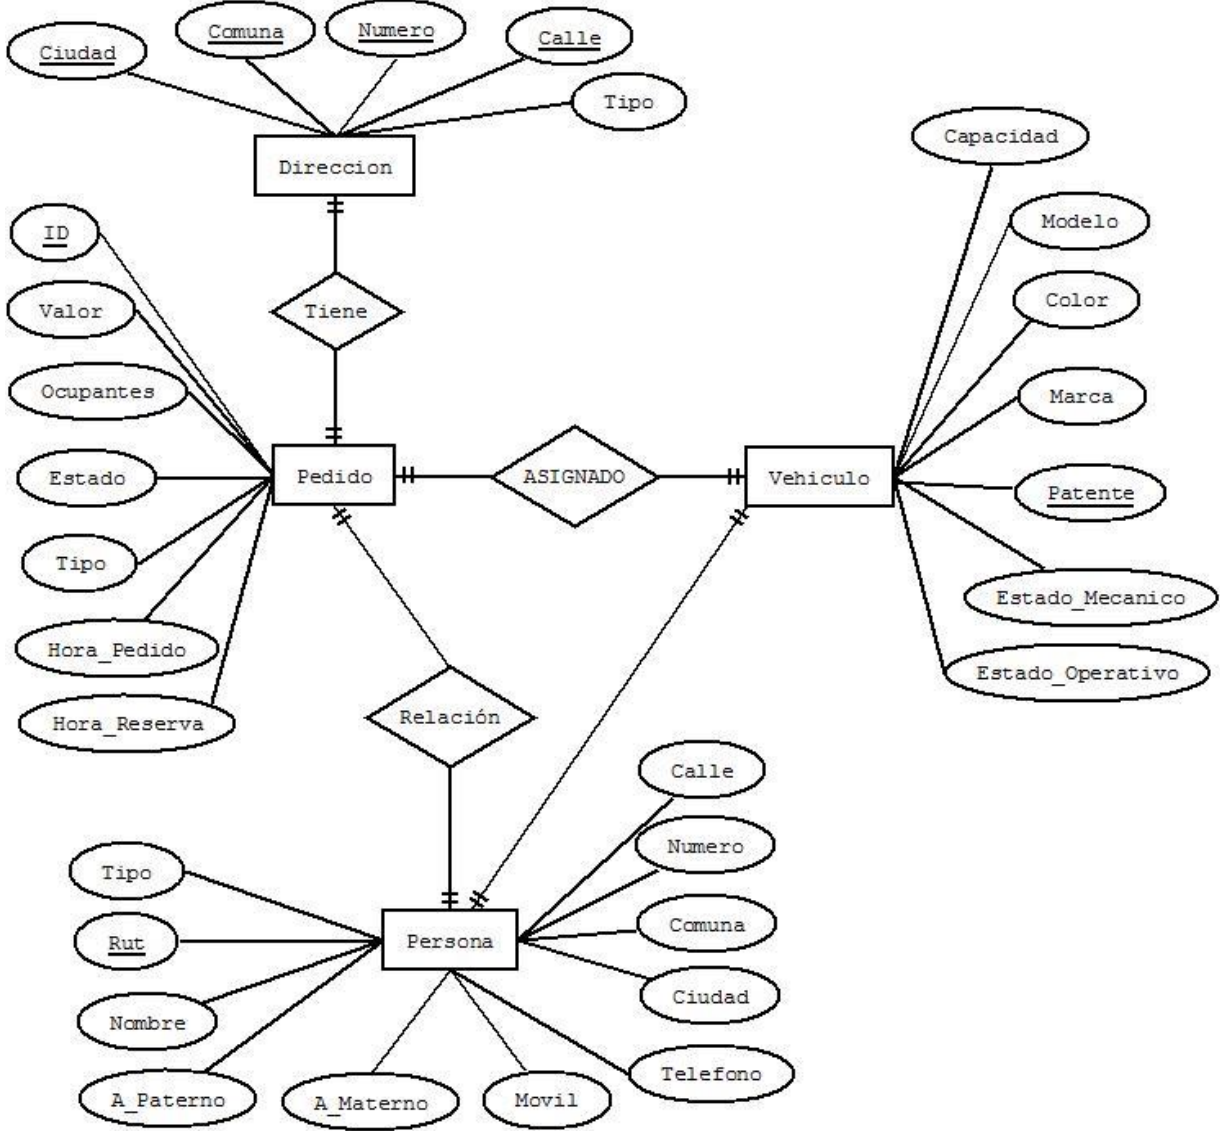 Ciudad
Comuna
Numero
Calle
Tipo
Direccion
Capacidad
Modelo
ID
Tiene
Valor
Color
Ocupantes
Marca
Estado
Pedido
ASIGNADO
Vehiculo
Patente
Tipo
Estado_Mecanico
Hora_Pedido
Estado_Operativo
Hora_Reserva
Relación
Calle
Numero
Tipo
Comuna
Rut
Persona
Ciudad
Nombre
Telefono
A_Paterno
A_Materno
Movil